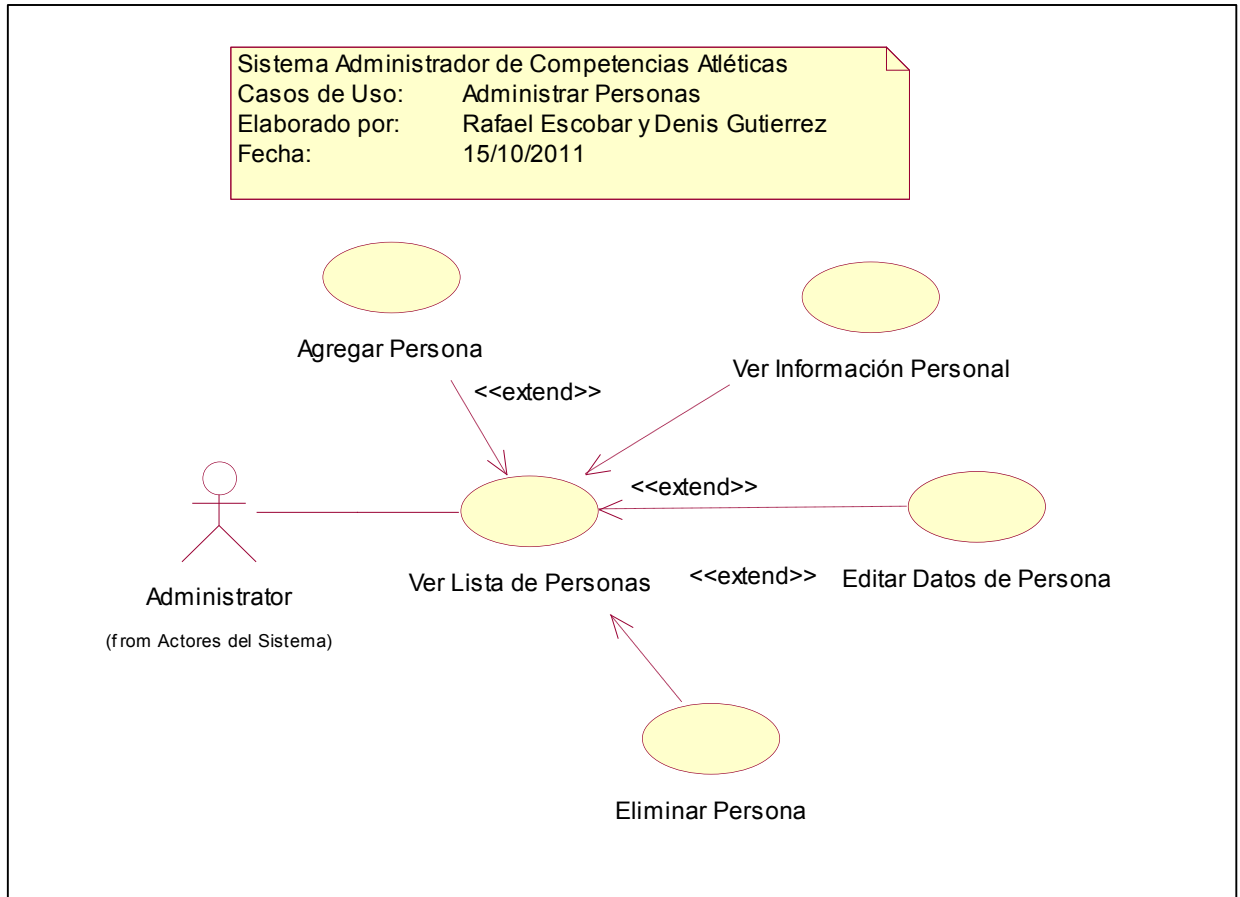 Sistema Administrador de Competencias Atléticas
Casos de Uso: Administrar Personas
Elaborado por: Rafael Escobar y Denis Gutierrez
Fecha: 15/10/2011
Agregar Persona
Ver Información Personal
<<extend>>
<<extend>>
Ver Lista de Personas
<<extend>>
Editar Datos de Persona
Administrator
(from Actores del Sistema)
Eliminar Persona